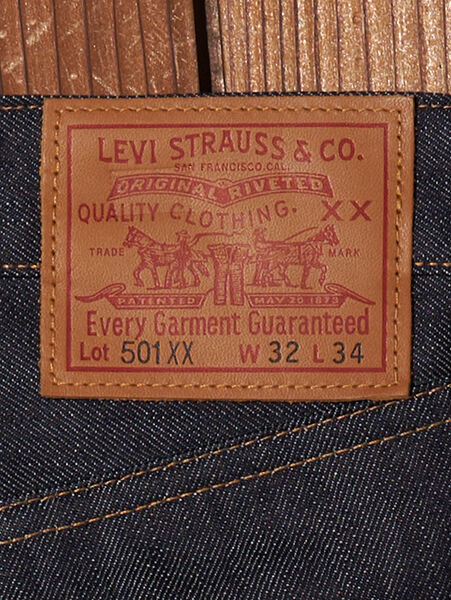 LEVI STRAUSS & CO.
SAN FRANCISCO, CAL.
ORIGINAL RIVETED
QUALITY CLOTHING. XX
TRADE MARK
PATENTED MAY 20 1873
Every Garment Guaranteed
Lot 501XX W 32 L 34